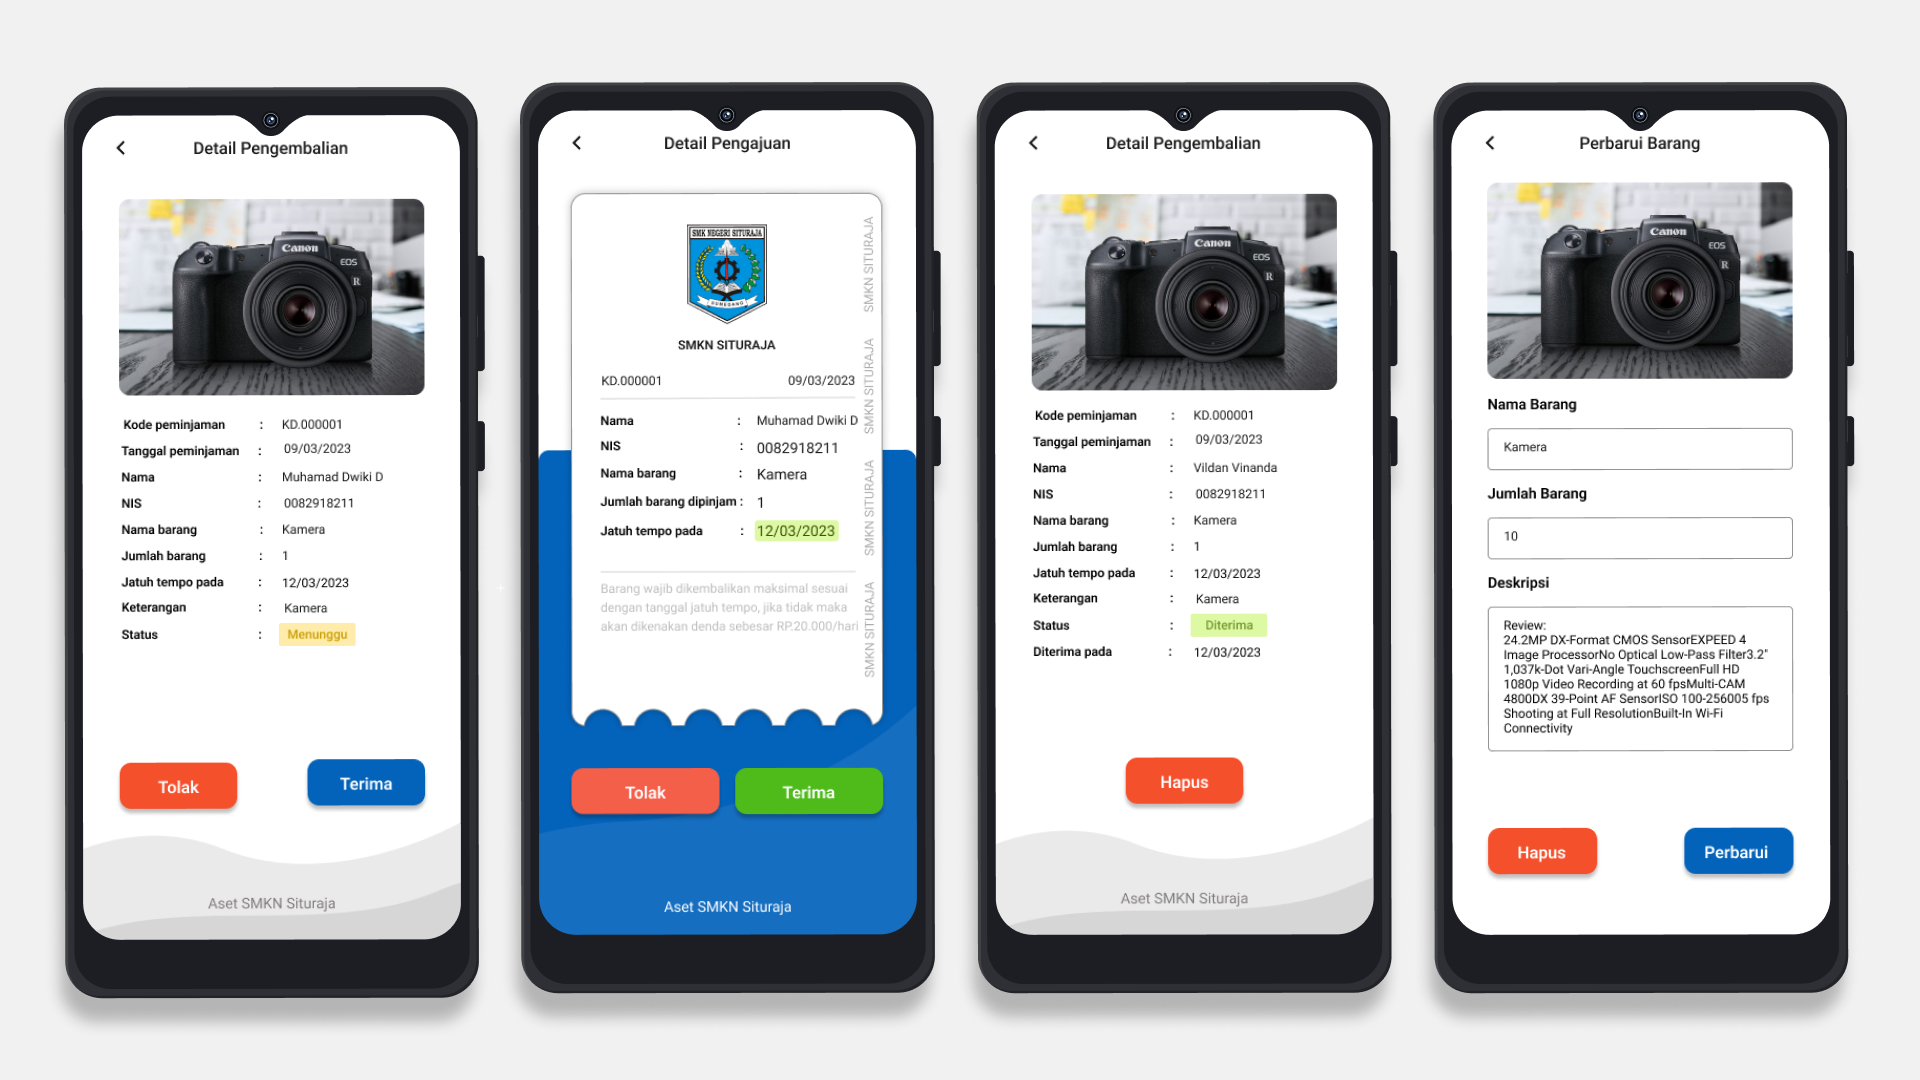 Detail Pengembalian
Canon
EOS
R
Kode peminjaman : KD.000001
Tanggal peminjaman : 09/03/2023
Nama : Muhamad Dwiki D
NIS : 0082918211
Nama barang : Kamera
Jumlah barang : 1
Jatuh tempo pada : 12/03/2023
Keterangan : Kamera
Status : Menunggu
Tolak
Terima
Aset SMKN Situraja
Detail Pengajuan
SMK NEGERI SITURAJA
SUMEDANG
SMKN SITURAJA
KD.000001 09/03/2023
Nama : Muhamad Dwiki D
NIS : 0082918211
Nama barang : Kamera
Jumlah barang dipinjam : 1
Jatuh tempo pada : 12/03/2023
Barang wajib dikembalikan maksimal sesuai
dengan tanggal jatuh tempo, jika tidak maka
akan dikenakan denda sebesar RP.20.000/hari
SMKN SITURAJA
SMKN SITURAJA
SMKN SITURAJA
SMKN SITURAJA
Tolak
Terima
Aset SMKN Situraja
Detail Pengembalian
Canon
EOS
R
Kode peminjaman : KD.000001
Tanggal peminjaman : 09/03/2023
Nama : Vildan Vinanda
NIS : 0082918211
Nama barang : Kamera
Jumlah barang : 1
Jatuh tempo pada : 12/03/2023
Keterangan : Kamera
Status : Diterima
Diterima pada : 12/03/2023
Hapus
Aset SMKN Situraja
Perbarui Barang
Canon
EOS
R
Nama Barang
Kamera
Jumlah Barang
10
Deskripsi
Review:
24.2MP DX-Format CMOS SensorEXPEED 4
Image ProcessorNo Optical Low-Pass Filter3.2"
1,037k-Dot Vari-Angle TouchscreenFull HD
1080p Video Recording at 60 fpsMulti-CAM
4800DX 39-Point AF SensorISO 100-256005 fps
Shooting at Full ResolutionBuilt-In Wi-Fi
Connectivity
Hapus
Perbarui